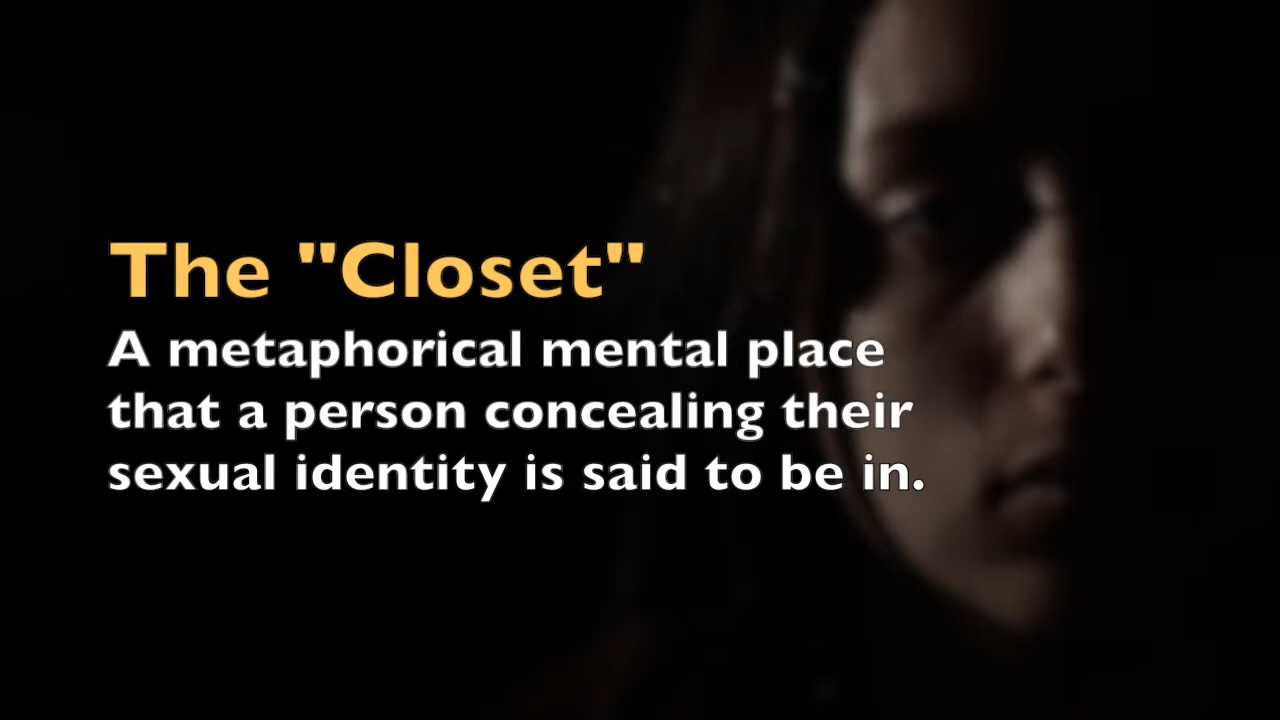 The "Closet"
A metaphorical mental place
that a person concealing their
sexual identity is said to be in.